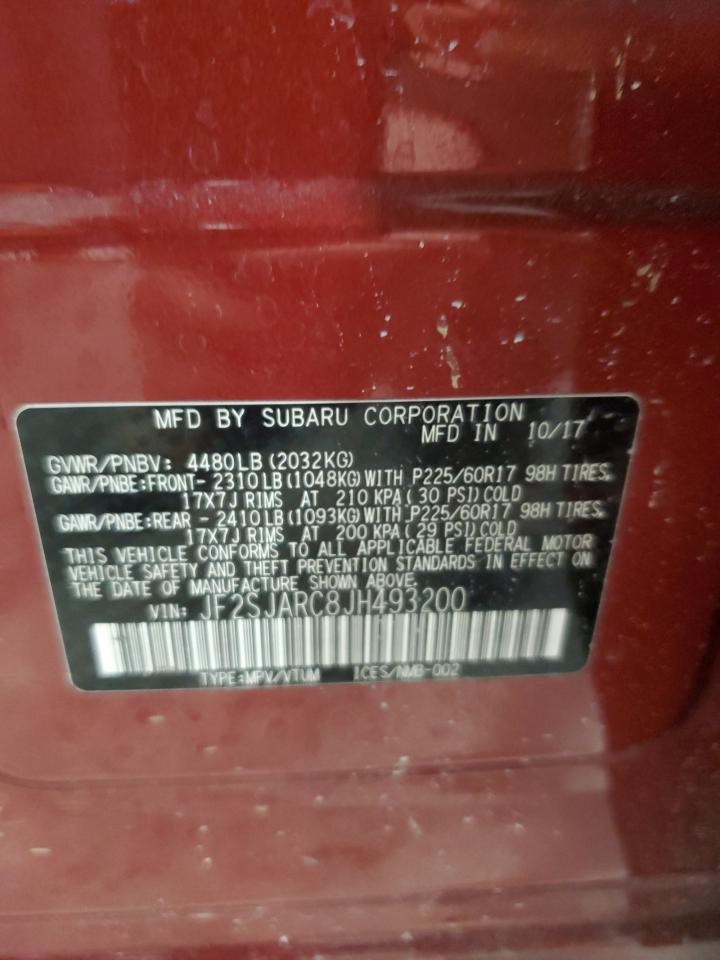 MFD BY SUBARU CORPORATION
MFD IN 10/17
GVWR/PNBV: 4480LB (2032KG)
GAWR/PNBE:FRONT- 2310LB (1048KG) WITH P225/60R17 98H TIRES,
17X7J RIMS AT 210 KPA ( 30 PSI) COLD
GAWR/PNBE:REAR - 2410LB (1093KG) WITH P225/60R17 98H TIRES,
17X7J RIMS AT 200 KPA ( 29 PSI) COLD
THIS VEHICLE CONFORMS TO ALL APPLICABLE FEDERAL MOTOR
VEHICLE SAFETY AND THEFT PREVENTION STANDARDS IN EFFECT ON
THE DATE OF MANUFACTURE SHOWN ABOVE.
VIN: JF2SJARC8JH493200
TYPE:MPV/VTUM ICES/NMB-002